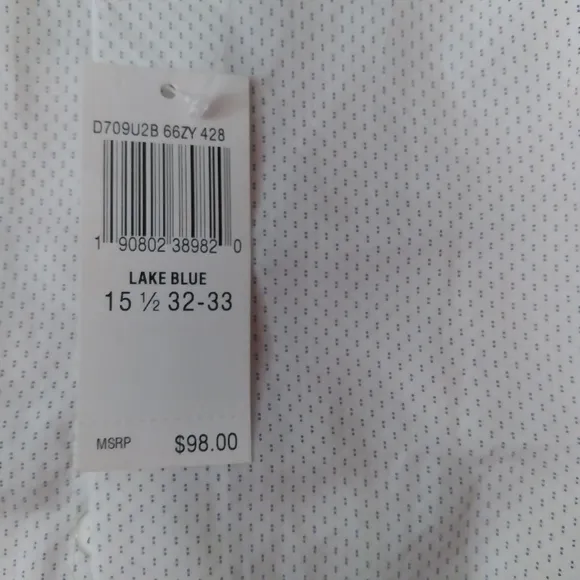 D709U2B 66ZY 428
1 90802 38982 0
LAKE BLUE
15 ½ 32-33
MSRP $98.00